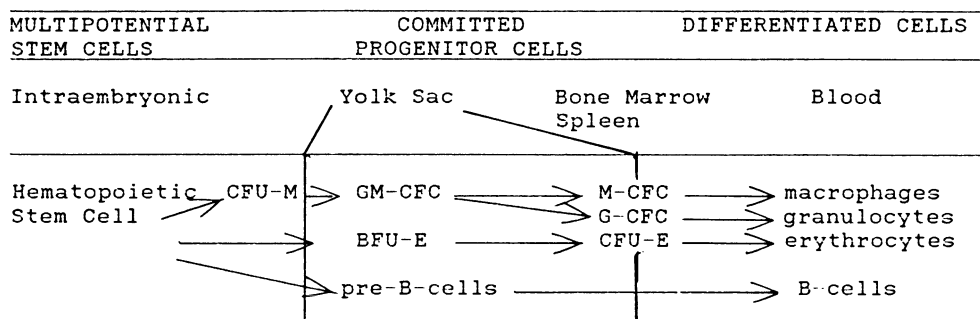 MULTIPOTENTIAL COMMITTED DIFFERENTIATED CELLS
STEM CELLS PROGENITOR CELLS
Intraembryonic Yolk Sac Bone Marrow Blood
Spleen
Hematopoietic CFU-M GM-CFC M-CFC macrophages
Stem Cell G-CFC granulocytes
BFU-E CFU-E erythrocytes
pre-B-cells B-cells